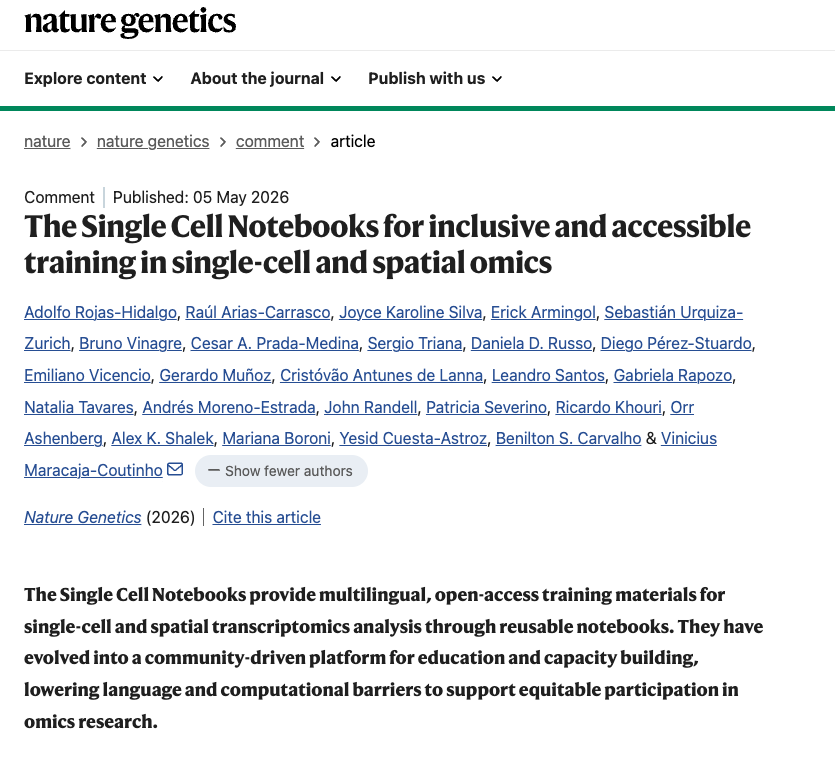 nature genetics
Explore content About the journal Publish with us
nature > nature genetics > comment > article
Comment | Published: 05 May 2026
The Single Cell Notebooks for inclusive and accessible
training in single-cell and spatial omics
Adolfo Rojas-Hidalgo, Raúl Arias-Carrasco, Joyce Karoline Silva, Erick Armingol, Sebastián Urquiza-
Zurich, Bruno Vinagre, Cesar A. Prada-Medina, Sergio Triana, Daniela D. Russo, Diego Pérez-Stuardo,
Emiliano Vicencio, Gerardo Muñoz, Cristóvão Antunes de Lanna, Leandro Santos, Gabriela Rapozo,
Natalia Tavares, Andrés Moreno-Estrada, John Randell, Patricia Severino, Ricardo Khouri, Orr
Ashenberg, Alex K. Shalek, Mariana Boroni, Yesid Cuesta-Astroz, Benilton S. Carvalho & Vinicius
Maracaja-Coutinho — Show fewer authors
Nature Genetics (2026) | Cite this article
The Single Cell Notebooks provide multilingual, open-access training materials for
single-cell and spatial transcriptomics analysis through reusable notebooks. They have
evolved into a community-driven platform for education and capacity building,
lowering language and computational barriers to support equitable participation in
omics research.